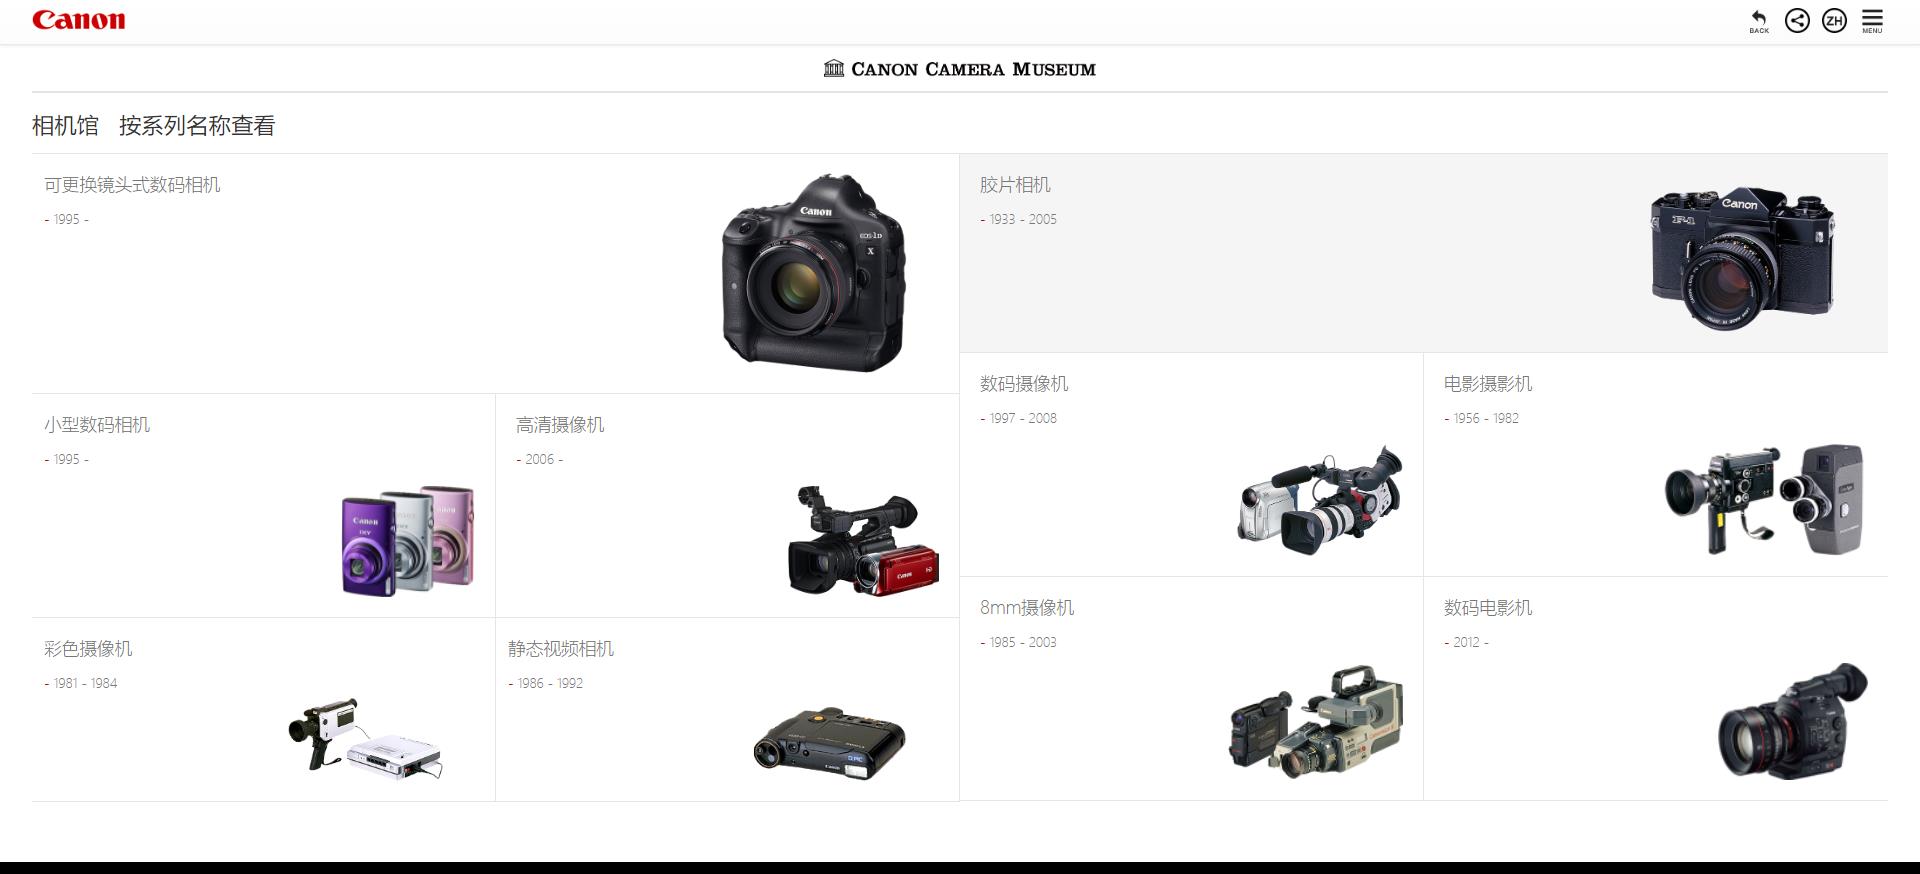 Canon
BACK
ZH
MENU
CANON CAMERA MUSEUM
相机馆 按系列名称查看
可更换镜头式数码相机
- 1995 -
Canon
EOS-1D
X
胶片相机
- 1933 - 2005
Canon
F-1
小型数码相机
- 1995 -
Canon
IXY
高清摄像机
- 2006 -
Canon
HD
数码摄像机
- 1997 - 2008
电影摄影机
- 1956 - 1982
彩色摄像机
- 1981 - 1984
静态视频相机
- 1986 - 1992
8mm摄像机
- 1985 - 2003
数码电影机
- 2012 -